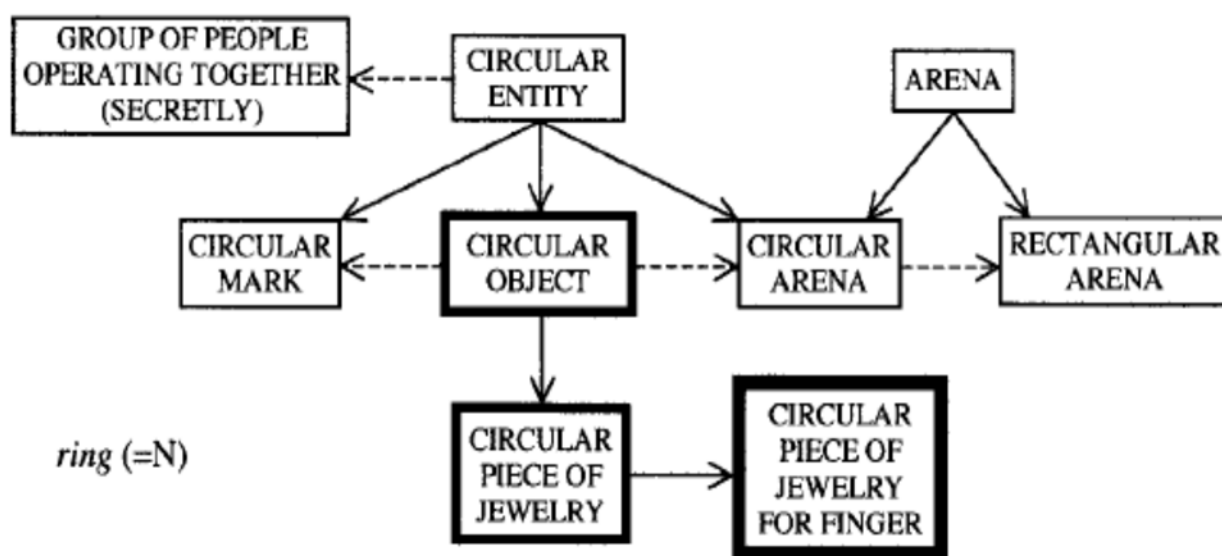 GROUP OF PEOPLE
OPERATING TOGETHER
(SECRETLY)
CIRCULAR
ENTITY
ARENA
CIRCULAR
MARK
CIRCULAR
OBJECT
CIRCULAR
ARENA
RECTANGULAR
ARENA
ring (=N)
CIRCULAR
PIECE OF
JEWELRY
CIRCULAR
PIECE OF
JEWELRY
FOR FINGER